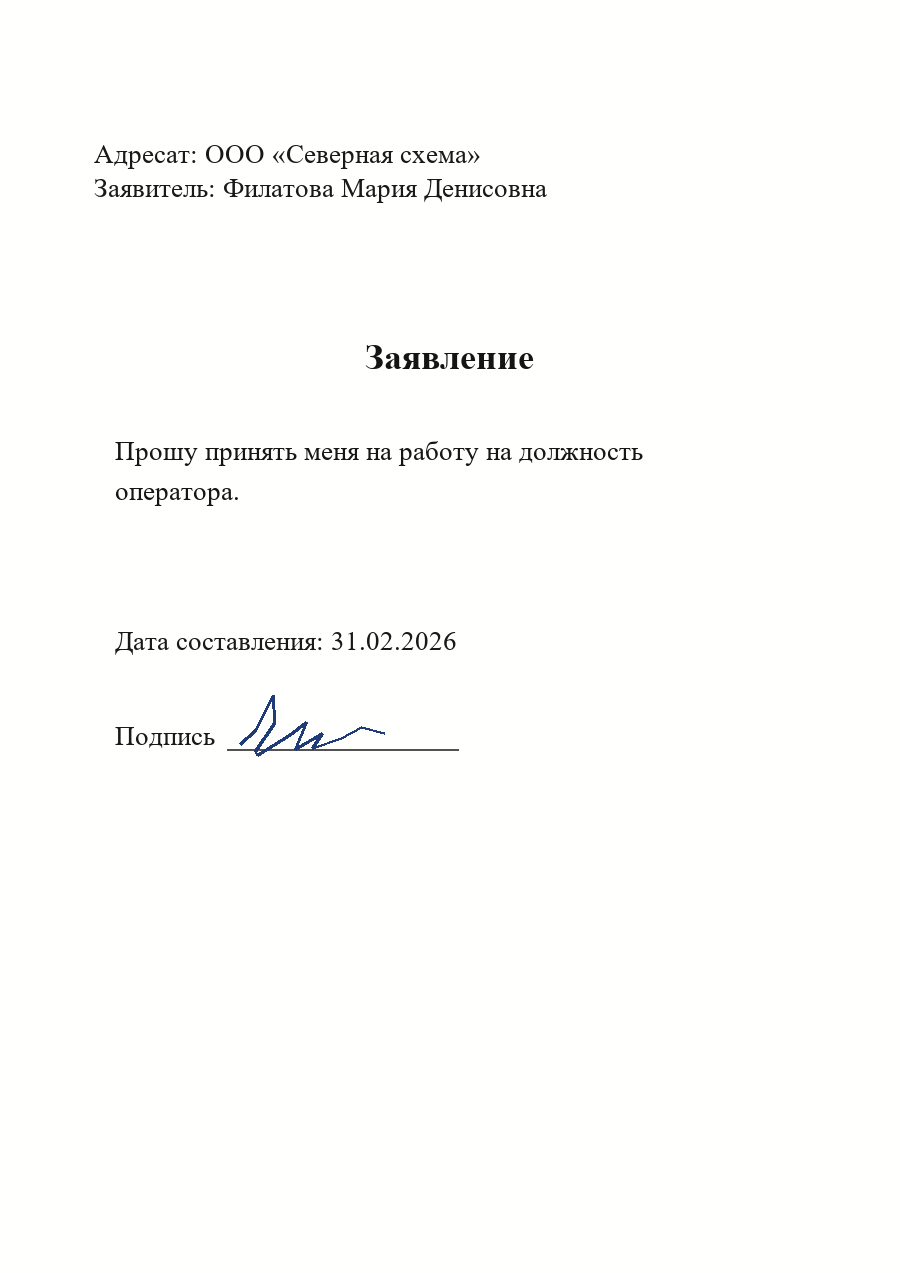 Адресат: ООО «Северная схема»
Заявитель: Филатова Мария Денисовна
Заявление
Прошу принять меня на работу на должность
оператора.
Дата составления: 31.02.2026
Подпись